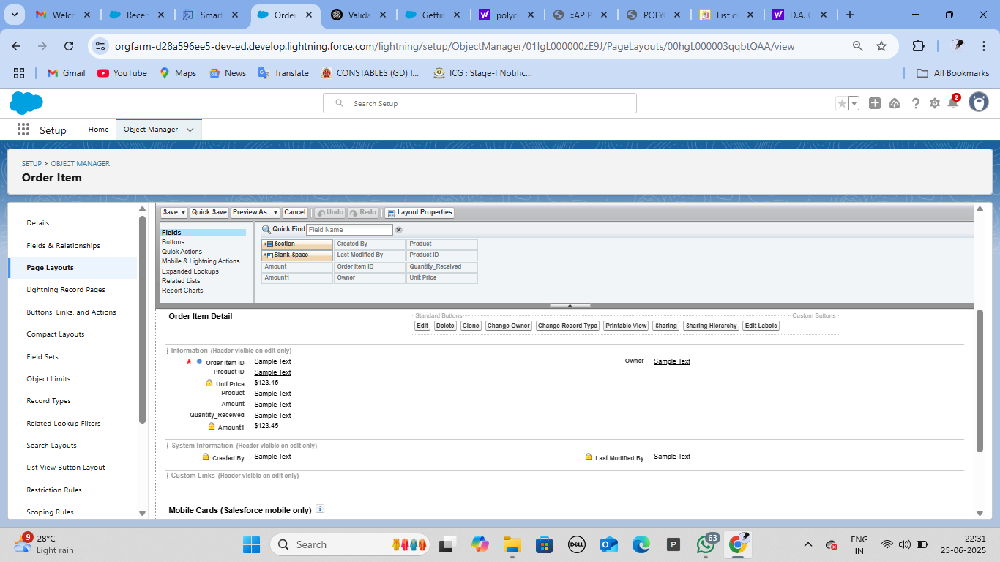 Welco
Recen
Smart
Order
Valida
Gettin
polyce
::AP P
POLY
List o
D.A. C
orgfarm-d28a596ee5-dev-ed.develop.lightning.force.com/lightning/setup/ObjectManager/01IgL000000zE9J/PageLayouts/00hgL000003qqbtQAA/view
Gmail YouTube Maps News Translate CONSTABLES (GD) I... ICG : Stage-I Notific... All Bookmarks
Search Setup
2
Setup Home Object Manager
SETUP > OBJECT MANAGER
Order Item
Details
Fields & Relationships
Page Layouts
Lightning Record Pages
Buttons, Links, and Actions
Compact Layouts
Field Sets
Object Limits
Record Types
Related Lookup Filters
Search Layouts
List View Button Layout
Restriction Rules
Scoping Rules
Save Quick Save Preview As... Cancel Undo Redo Layout Properties
Fields
Buttons
Quick Actions
Mobile & Lightning Actions
Expanded Lookups
Related Lists
Report Charts
Quick Find Field Name
Section Created By Product
Blank Space Last Modified By Product ID
Amount Order Item ID Quantity_Received
Amount1 Owner Unit Price
Order Item Detail
Standard Buttons
Edit Delete Clone Change Owner Change Record Type Printable View Sharing Sharing Hierarchy Edit Labels
Custom Buttons
Information (Header visible on edit only)
* Order Item ID Sample Text Owner Sample Text
Product ID Sample Text
Unit Price $123.45
Product Sample Text
Amount Sample Text
Quantity_Received Sample Text
Amount1 $123.45
System Information (Header visible on edit only)
Created By Sample Text Last Modified By Sample Text
Custom Links (Header visible on edit only)
Mobile Cards (Salesforce mobile only) i
9
28°C
Light rain
Search
DELL
P
63
ENG
IN
22:31
25-06-2025